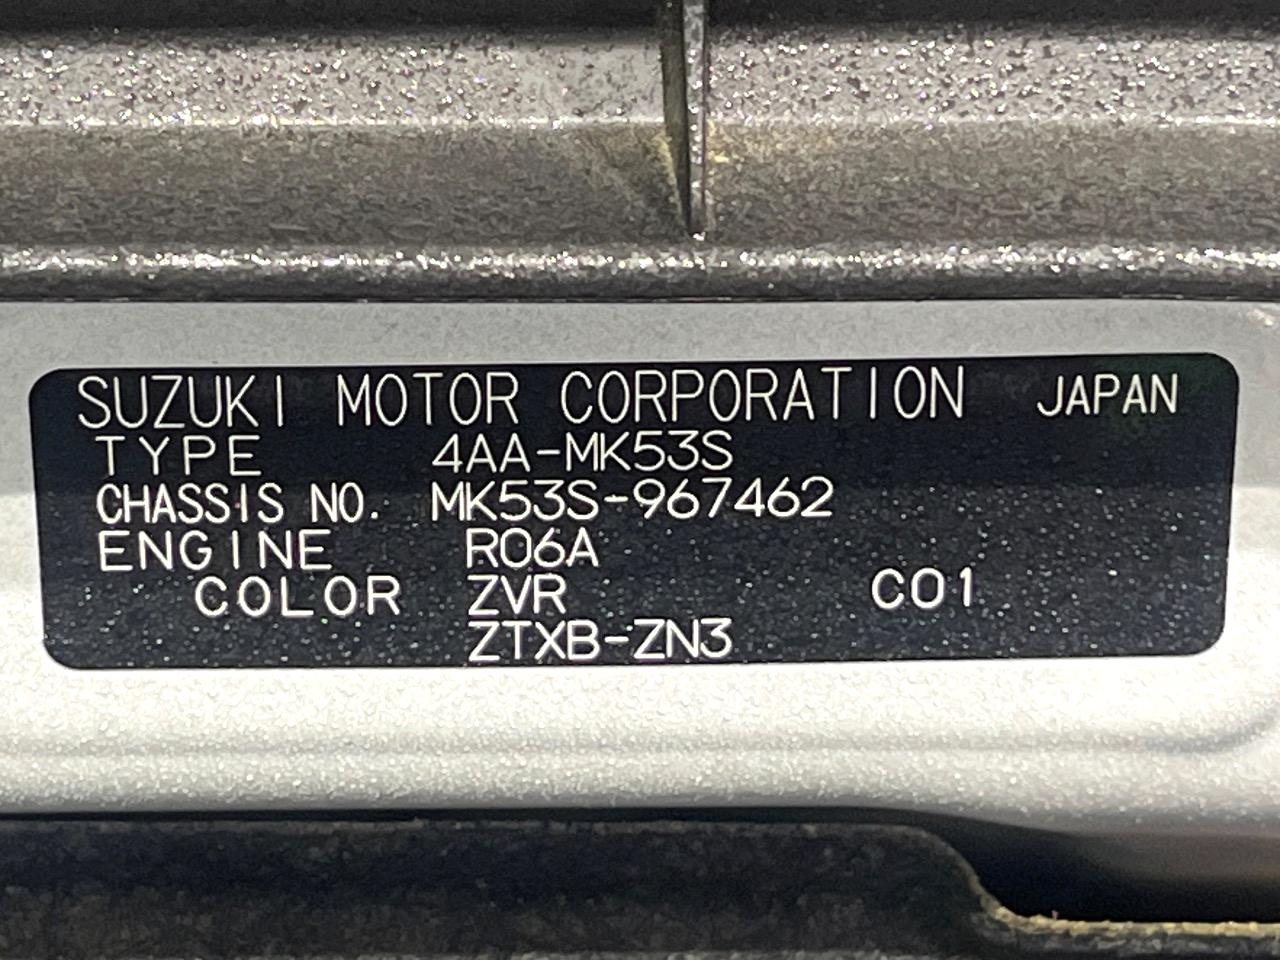 SUZUKI MOTOR CORPORATION JAPAN
TYPE 4AA-MK53S
CHASSIS NO. MK53S-967462
ENGINE R06A
COLOR ZVR C01
ZTXB-ZN3